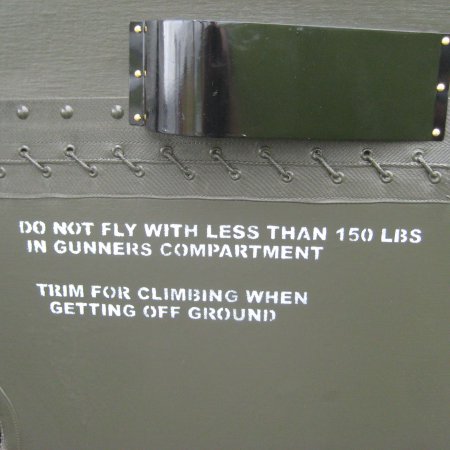 DO NOT FLY WITH LESS THAN 150 LBS
IN GUNNERS COMPARTMENT
TRIM FOR CLIMBING WHEN
GETTING OFF GROUND